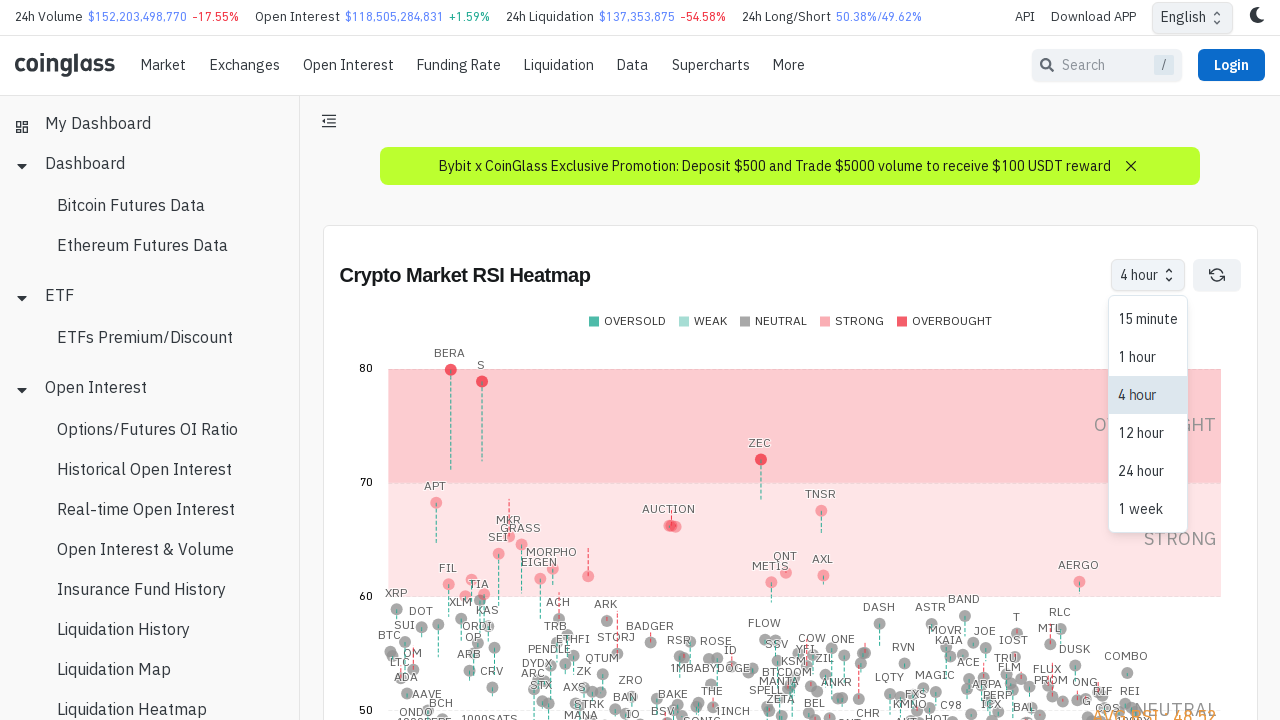 24h Volume $152,203,498,770 -17.55% Open Interest $118,505,284,831 +1.59% 24h Liquidation $137,353,875 -54.58% 24h Long/Short 50.38%/49.62% API Download APP English
coinglass Market Exchanges Open Interest Funding Rate Liquidation Data Supercharts More Search / Login
My Dashboard
Dashboard
Bitcoin Futures Data
Ethereum Futures Data
ETF
ETFs Premium/Discount
Open Interest
Options/Futures OI Ratio
Historical Open Interest
Real-time Open Interest
Open Interest & Volume
Insurance Fund History
Liquidation History
Liquidation Map
Liquidation Heatmap
Bybit x CoinGlass Exclusive Promotion: Deposit $500 and Trade $5000 volume to receive $100 USDT reward
Crypto Market RSI Heatmap
4 hour
15 minute
1 hour
4 hour
12 hour
24 hour
1 week
OVERSOLD WEAK NEUTRAL STRONG OVERBOUGHT
BERA
S
80
ZEC
70
APT
TNSR
AUCTION
MKR
GRASS
SEI
STRONG
MORPHO
ONT
EIGEN
METIS
AXL
FIL
AERGO
TIA
60
XRP
XLM
ACH
ARK
BAND
DOT
KAS
DASH
ASTR
RLC
SUI
ORDI
TRB
BADGER
FLOW
T
MTL
BTC
OP
ETHFI
STORJ
MOVR
JOE
RSR
ROSE
SSV
COW
ONE
KAIA
IOST
LTC
OM
ARB
PENDLE
ID
YFI
RVN
DUSK
QTUM
KSM
ZIL
ACE
TRU
COMBO
ADA
CRV
DYDX
ZK
1MBABYDOGE
BTCDOM
FLM
FLUX
ARC
STX
AXS
ZRO
MANTA
ANKR
LQTY
MAGIC
ARPA
PROM
ONG
AAVE
BCH
STRK
BAN
BAKE
THE
SPELL
ZETA
FXS
PERP
RIF
REI
ONDO
MANA
IO
BSV
1INCH
BEL
CHR
KMNO
C98
ICX
BAL
G
COS
NEUTRAL
1000SATS
HOT
50